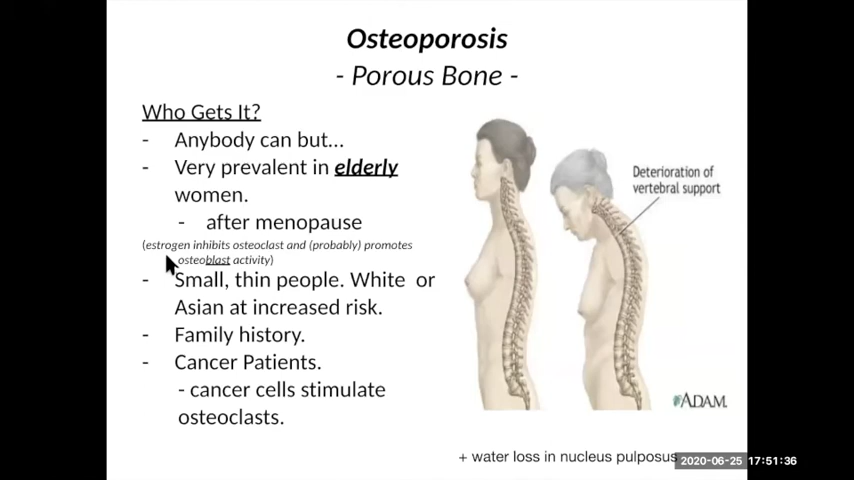 Osteoporosis
- Porous Bone -
Who Gets It?
- Anybody can but...
- Very prevalent in elderly
women.
- after menopause
(estrogen inhibits osteoclast and (probably) promotes
osteoblast activity)
- Small, thin people. White or
Asian at increased risk.
- Family history.
- Cancer Patients.
- cancer cells stimulate
osteoclasts.
Deterioration of
vertebral support
ADAM.
+ water loss in nucleus pulposus
2020-06-25 17:51:36